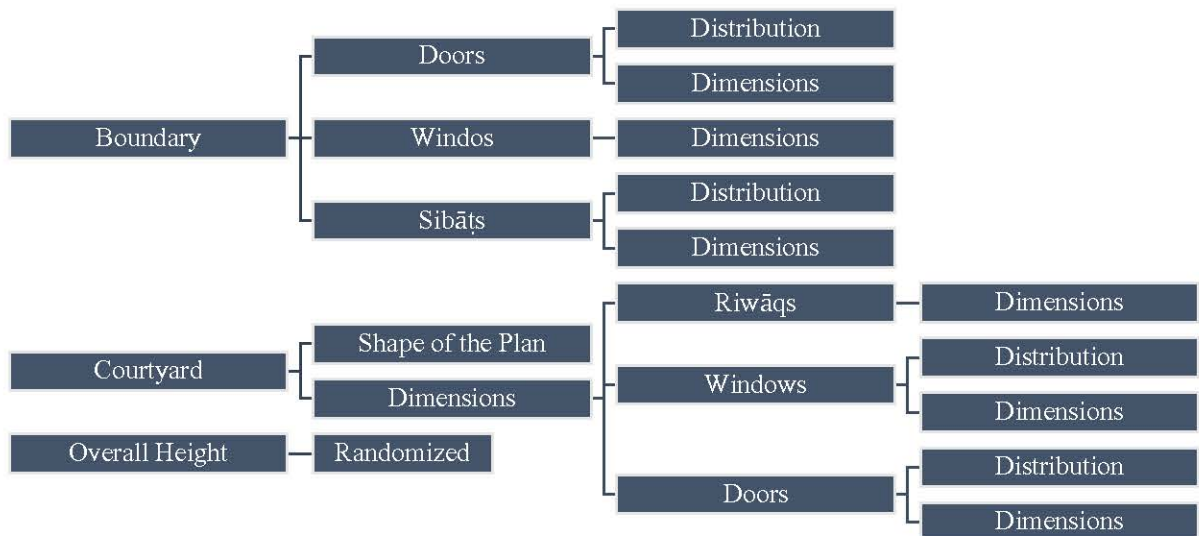 Boundary
Doors
Distribution
Dimensions
Windos
Dimensions
Sibāṭs
Distribution
Dimensions
Courtyard
Shape of the Plan
Dimensions
Riwāqs
Dimensions
Windows
Distribution
Dimensions
Doors
Distribution
Dimensions
Overall Height
Randomized